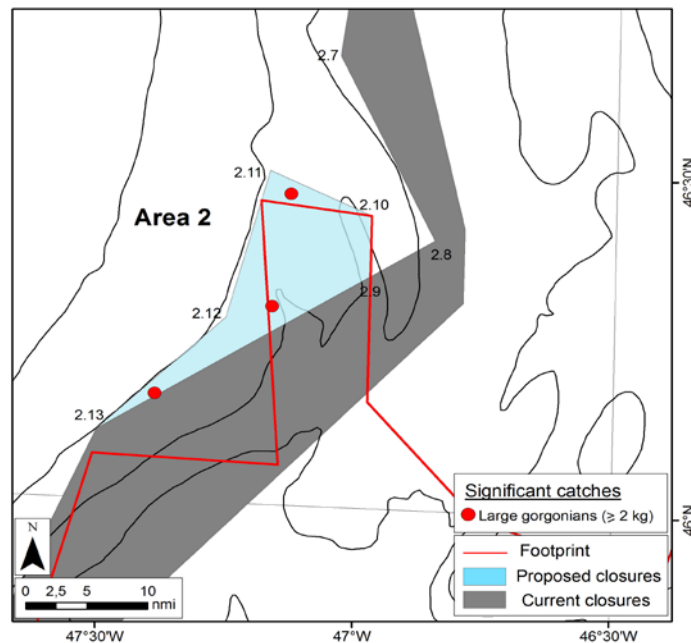 2.7
2.11
2.10
Area 2
2.8
2.9
2.12
2.13
46°30'N
46°N
47°30'W
47°W
46°30'W
N
0 2,5 5 10
nmi
Significant catches
Large gorgonians (≥ 2 kg)
Footprint
Proposed closures
Current closures